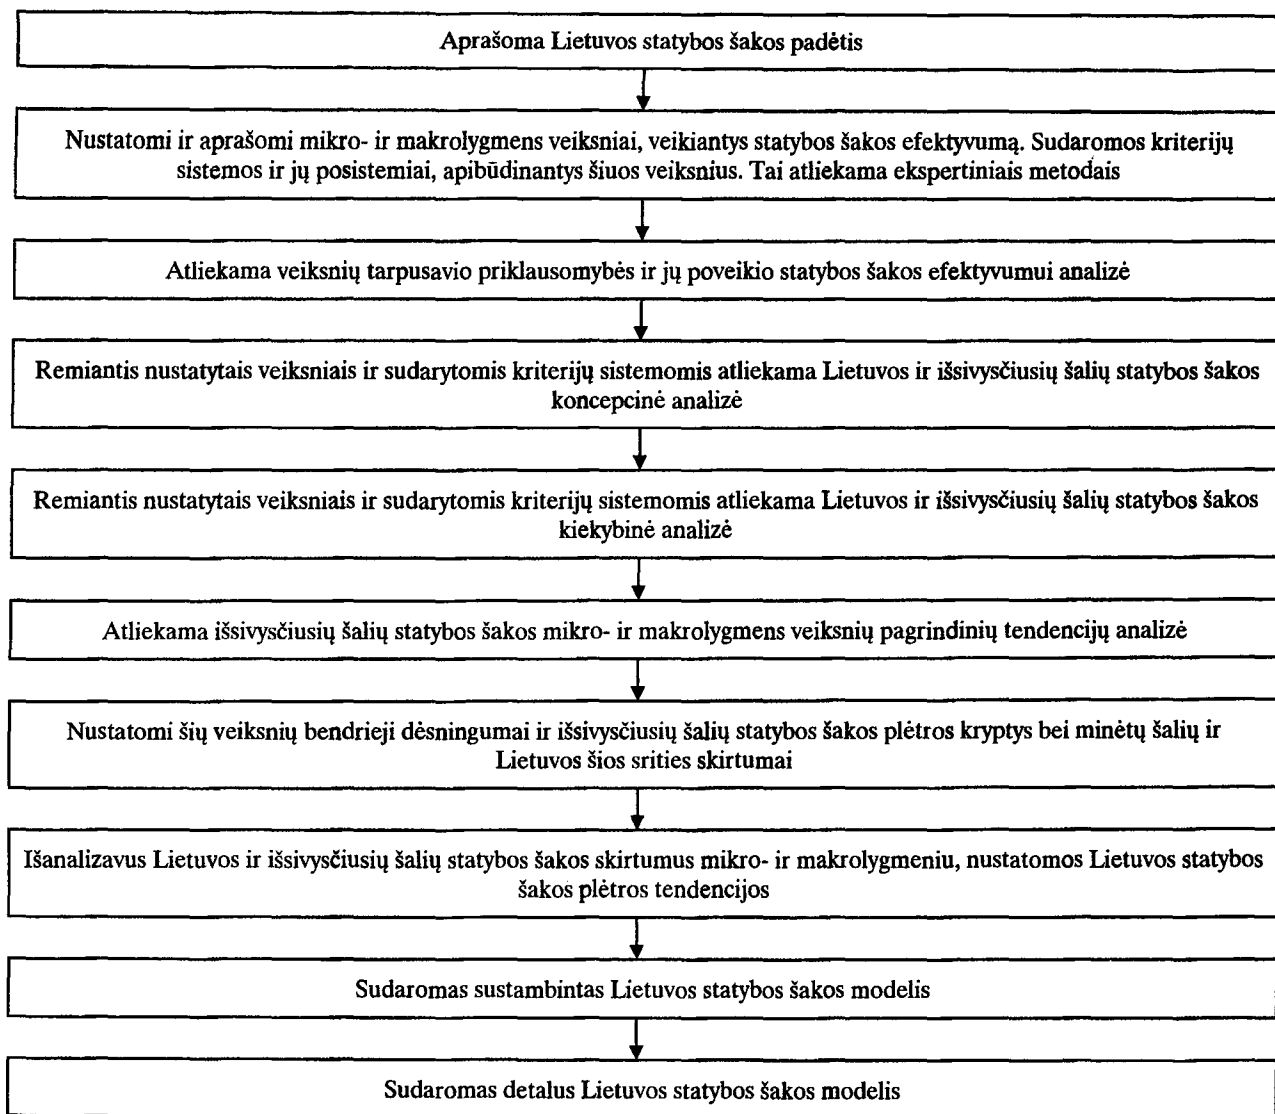 Aprašoma Lietuvos statybos šakos padėtis
Nustatomi ir aprašomi mikro- ir makrolygmens veiksniai, veikiantys statybos šakos efektyvumą. Sudaromos kriterijų
sistemos ir jų posistemiai, apibūdinantys šiuos veiksnius. Tai atliekama ekspertiniais metodais
Atliekama veiksnių tarpusavio priklausomybės ir jų poveikio statybos šakos efektyvumui analizė
Remiantis nustatytais veiksniais ir sudarytomis kriterijų sistemomis atliekama Lietuvos ir išsivysčiusių šalių statybos šakos
koncepcinė analizė
Remiantis nustatytais veiksniais ir sudarytomis kriterijų sistemomis atliekama Lietuvos ir išsivysčiusių šalių statybos šakos
kiekybinė analizė
Atliekama išsivysčiusių šalių statybos šakos mikro- ir makrolygmens veiksnių pagrindinių tendencijų analizė
Nustatomi šių veiksnių bendrieji dėsningumai ir išsivysčiusių šalių statybos šakos plėtros kryptys bei minėtų šalių ir
Lietuvos šios srities skirtumai
Išanalizavus Lietuvos ir išsivysčiusių šalių statybos šakos skirtumus mikro- ir makrolygmeniu, nustatomos Lietuvos statybos
šakos plėtros tendencijos
Sudaromas sustambintas Lietuvos statybos šakos modelis
Sudaromas detalus Lietuvos statybos šakos modelis